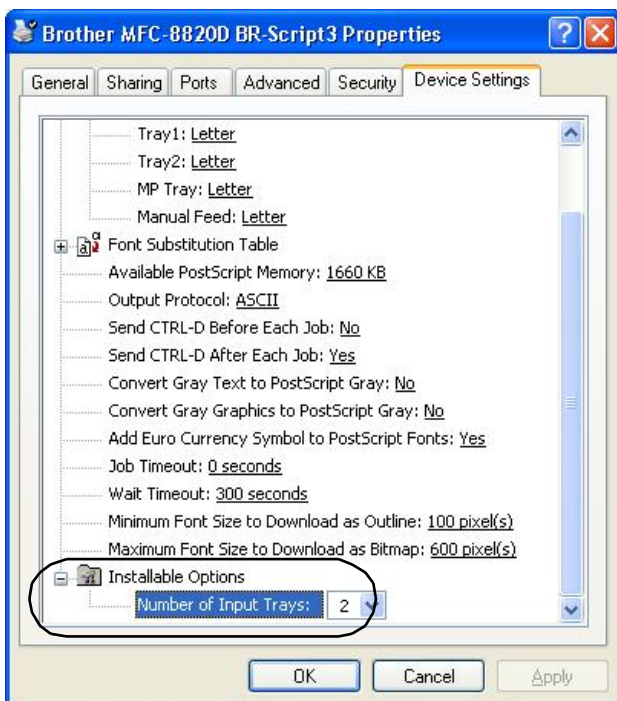 Brother MFC-8820D BR-Script3 Properties
General Sharing Ports Advanced Security Device Settings
Tray1: Letter
Tray2: Letter
MP Tray: Letter
Manual Feed: Letter
Font Substitution Table
Available PostScript Memory: 1660 KB
Output Protocol: ASCII
Send CTRL-D Before Each Job: No
Send CTRL-D After Each Job: Yes
Convert Gray Text to PostScript Gray: No
Convert Gray Graphics to PostScript Gray: No
Add Euro Currency Symbol to PostScript Fonts: Yes
Job Timeout: 0 seconds
Wait Timeout: 300 seconds
Minimum Font Size to Download as Outline: 100 pixel(s)
Maximum Font Size to Download as Bitmap: 600 pixel(s)
Installable Options
Number of Input Trays: 2
OK Cancel Apply